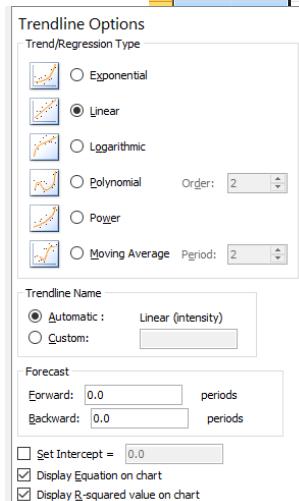 Trendline Options
Trend/Regression Type
Exponential
Linear
Logarithmic
Polynomial Order: 2
Power
Moving Average Period: 2
Trendline Name
Automatic : Linear (intensity)
Custom:
Forecast
Forward: 0.0 periods
Backward: 0.0 periods
Set Intercept = 0.0
Display Equation on chart
Display R-squared value on chart